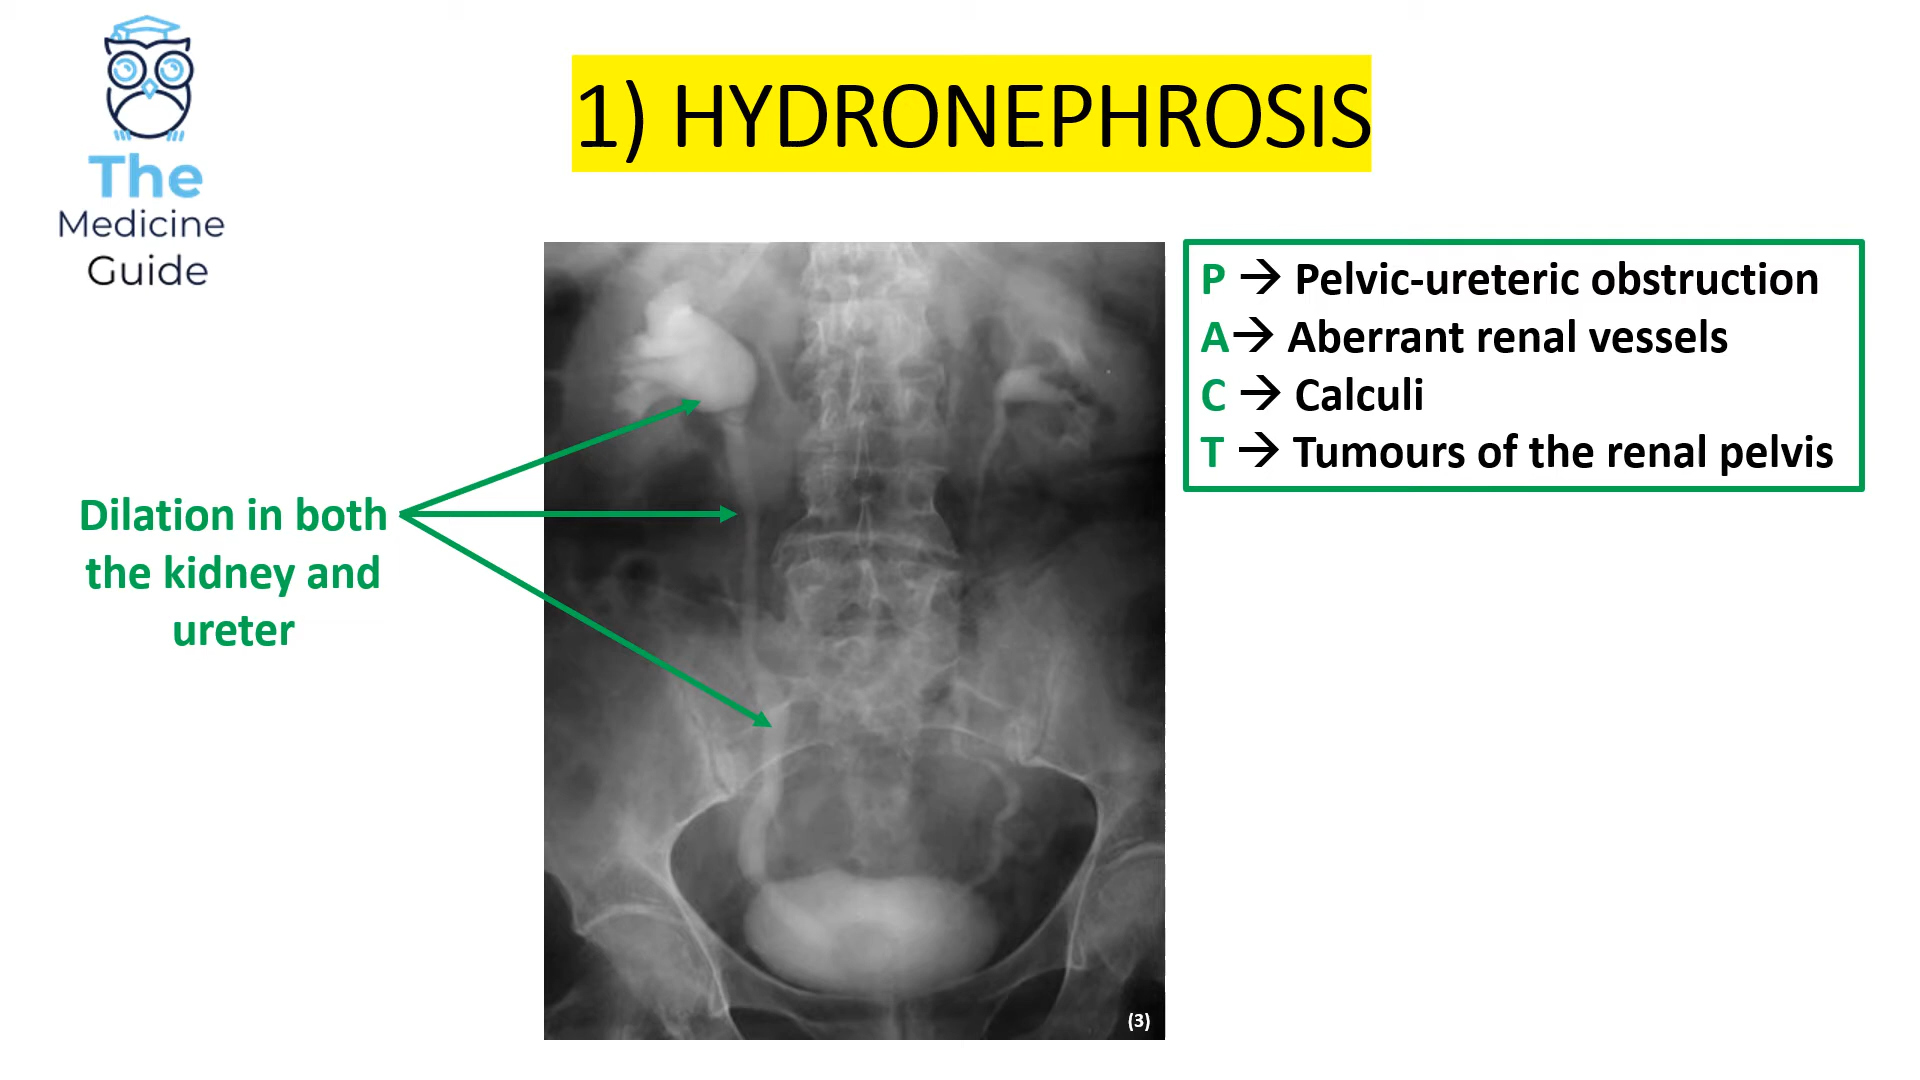 The
Medicine
Guide
1) HYDRONEPHROSIS
P → Pelvic-ureteric obstruction
A→ Aberrant renal vessels
C → Calculi
T → Tumours of the renal pelvis
Dilation in both
the kidney and
ureter
(3)